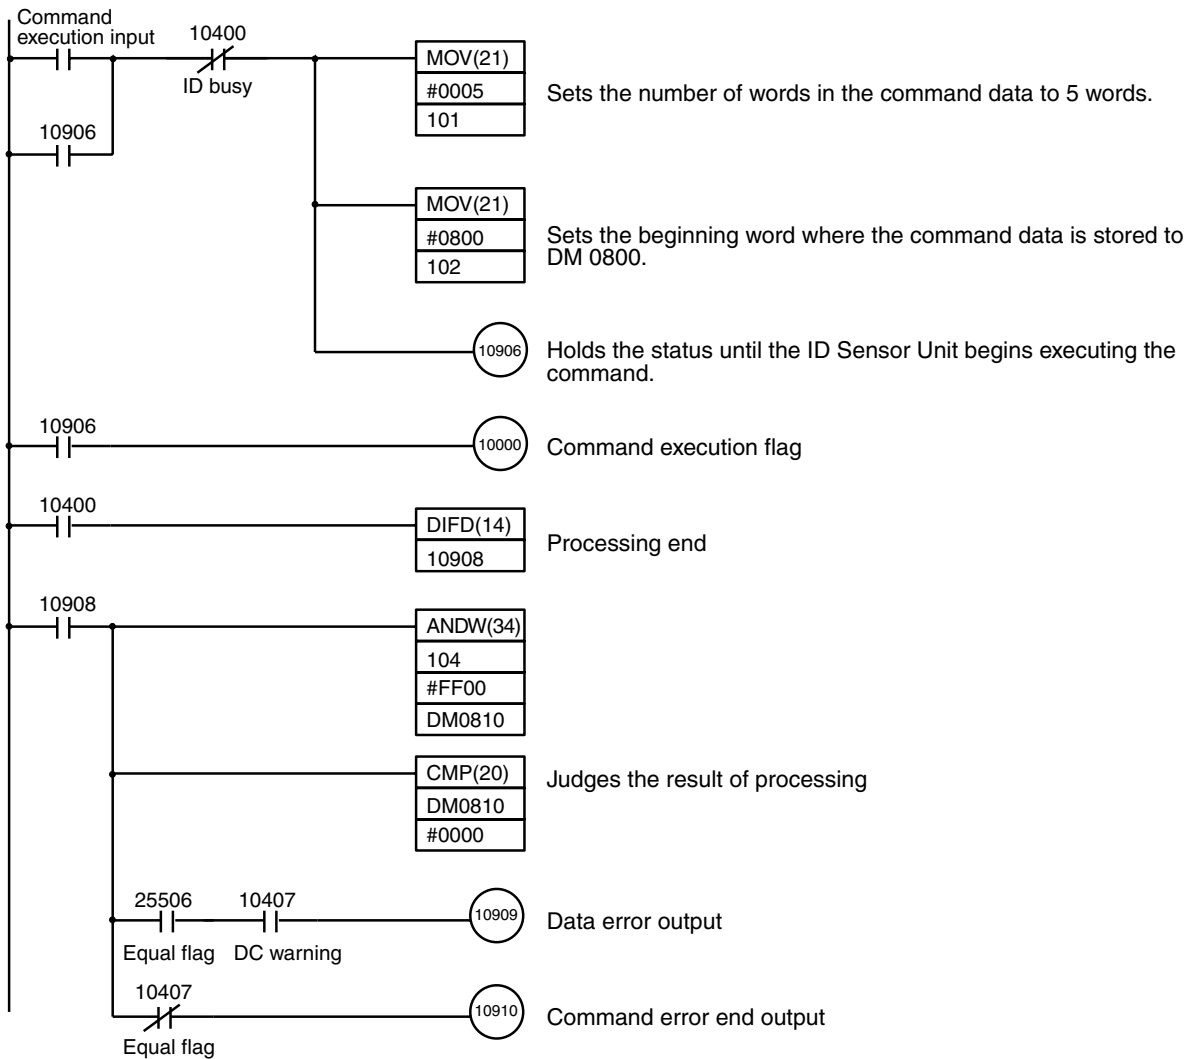 Command
execution input
10400
ID busy
MOV(21)
#0005
101
Sets the number of words in the command data to 5 words.
10906
MOV(21)
#0800
102
Sets the beginning word where the command data is stored to
DM 0800.
10906
Holds the status until the ID Sensor Unit begins executing the
command.
10906
10000
Command execution flag
10400
DIFD(14)
10908
Processing end
10908
ANDW(34)
104
#FF00
DM0810
CMP(20)
DM0810
#0000
Judges the result of processing
25506
Equal flag
10407
DC warning
10909
Data error output
10407
Equal flag
10910
Command error end output